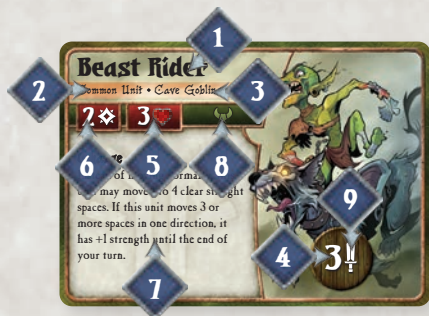 1
Beast Rider
2
Common Unit • Cave Goblin
3
2 3
6 5 8
9
may move to 4 clear straight
spaces. If this unit moves 3 or
more spaces in one direction, it
has +1 strength until the end of
your turn.
4
3
7